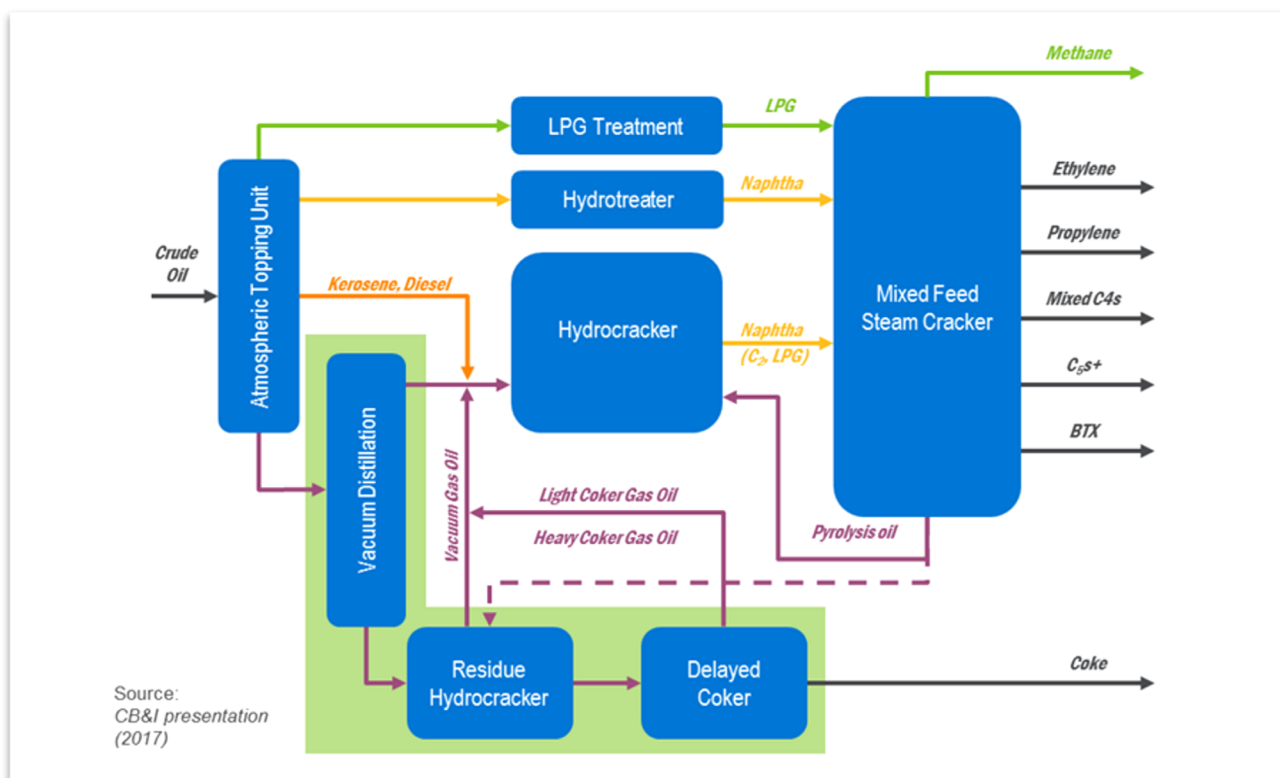 Methane
LPG Treatment
LPG
Hydrotreater
Naphtha
Ethylene
Propylene
Crude
Oil
Atmospheric Topping Unit
Kerosene, Diesel
Hydrocracker
Naphtha
(C₂, LPG)
Mixed Feed
Steam Cracker
Mixed C4s
C₅s+
BTX
Vacuum Distillation
Vacuum Gas Oil
Light Coker Gas Oil
Heavy Coker Gas Oil
Pyrolysis oil
Residue
Hydrocracker
Delayed
Coker
Coke
Source:
CB&I presentation
(2017)